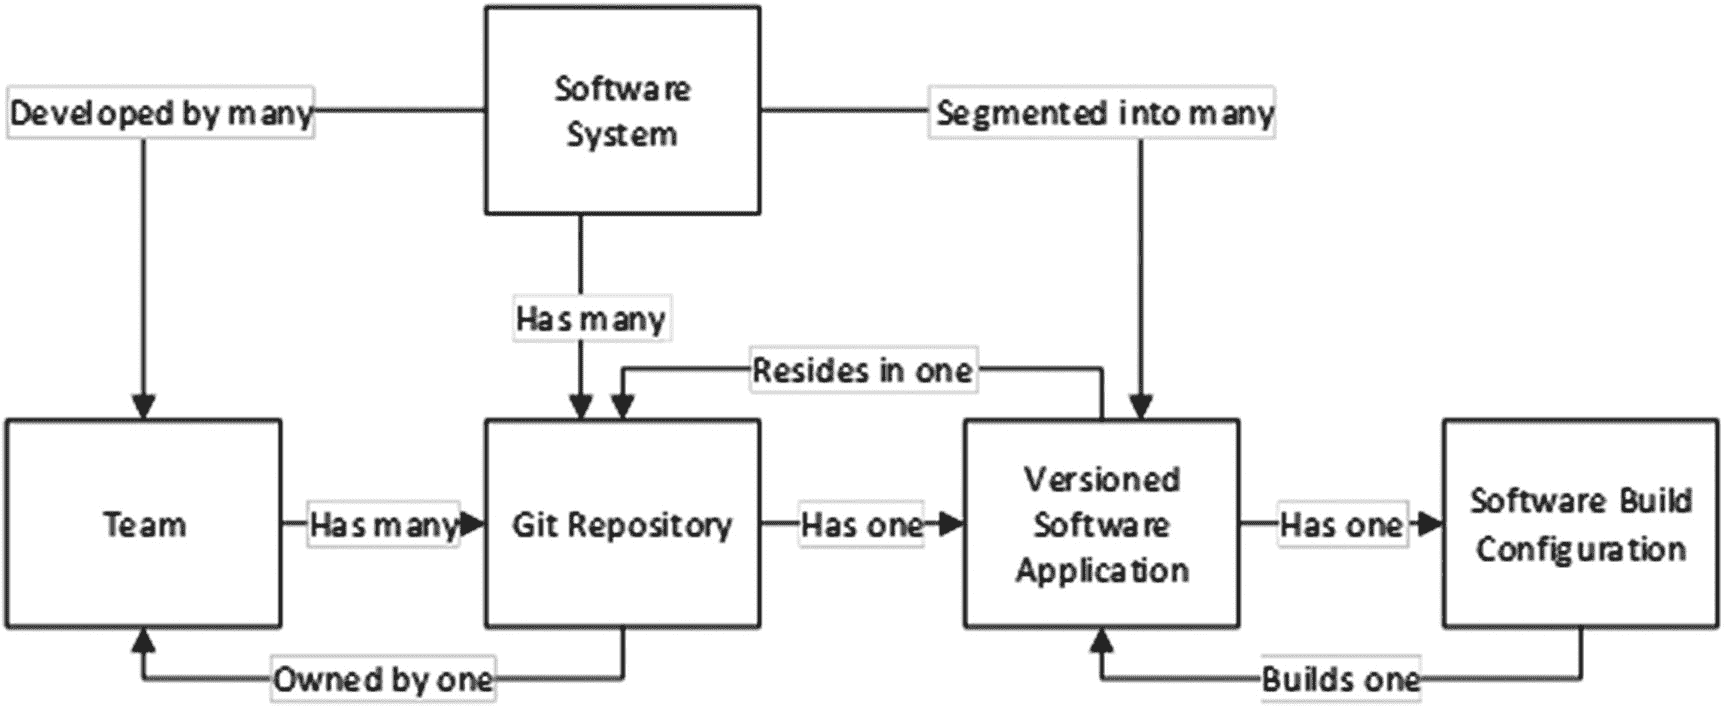 Software
System
Developed by many
Segmented into many
Has many
Resides in one
Team
Has many
Git Repository
Has one
Versioned
Software
Application
Has one
Software Build
Configuration
Owned by one
Builds one